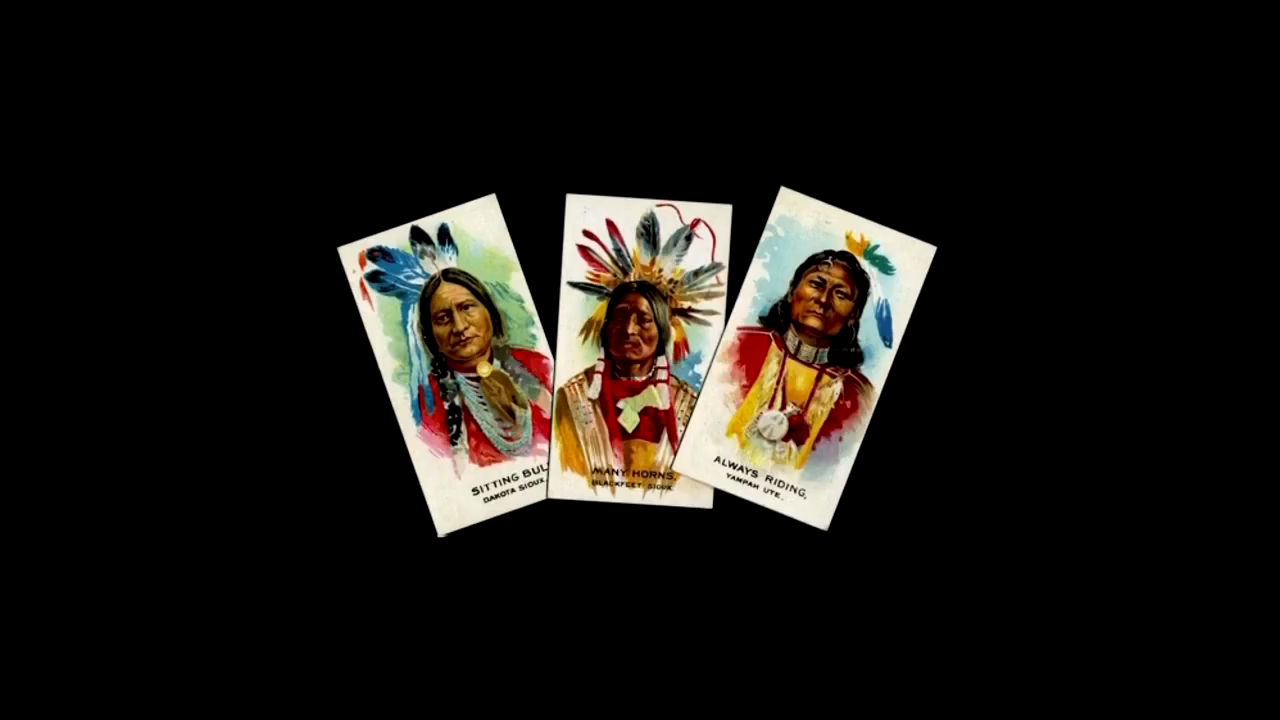 SITTING BUL
DAKOTA SIOUX.
MANY HORNS,
BLACKFEET SIOUX.
ALWAYS RIDING,
YAMPAH UTE.